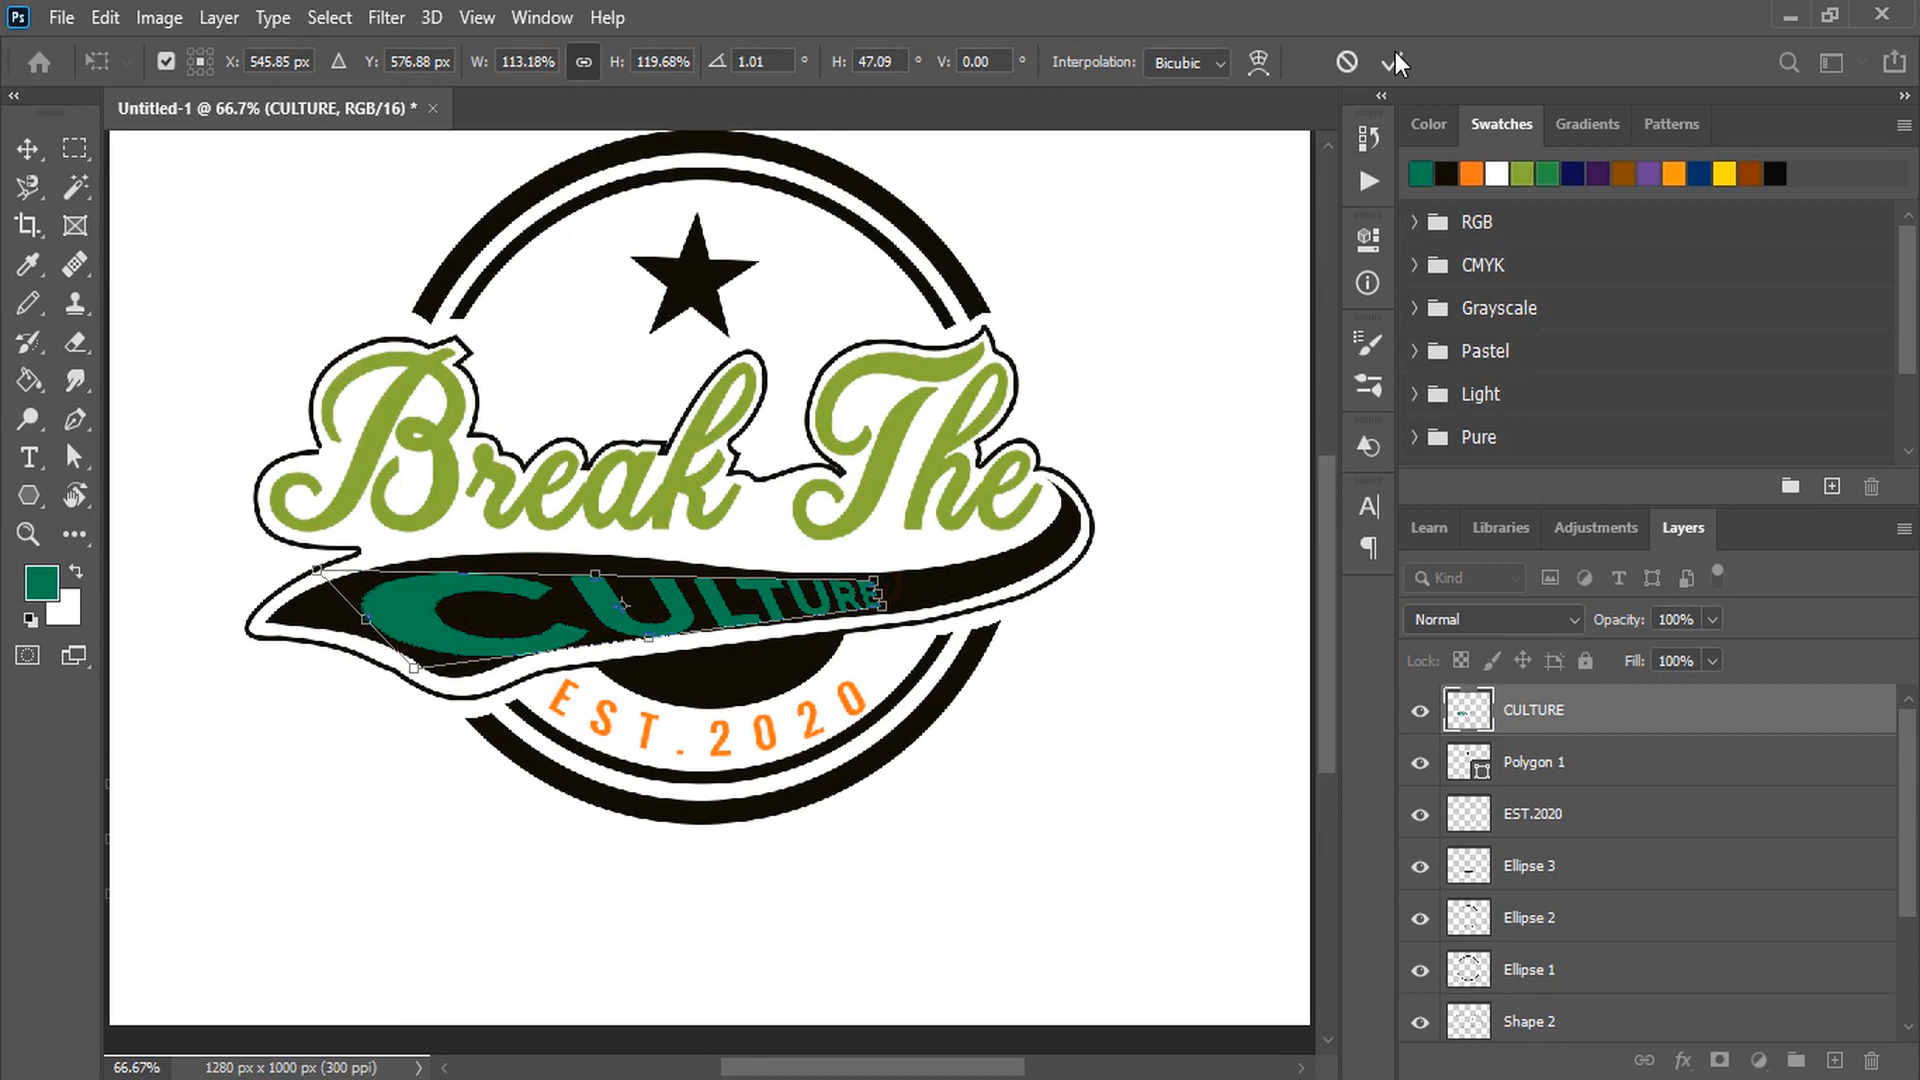 Ps File Edit Image Layer Type Select Filter 3D View Window Help
X: 545.85 px Y: 576.88 px W: 113.18% H: 119.68% 1.01 ° H: 47.09 ° V: 0.00 ° Interpolation: Bicubic
Untitled-1 @ 66.7% (CULTURE, RGB/16) * ×
Color Swatches Gradients Patterns
RGB
CMYK
Grayscale
Pastel
Light
Pure
Break The
CULTURE
EST.2020
Learn Libraries Adjustments Layers
Kind
Normal Opacity: 100%
Lock: Fill: 100%
CULTURE
Polygon 1
EST.2020
Ellipse 3
Ellipse 2
Ellipse 1
Shape 2
66.67% 1280 px x 1000 px (300 ppi)